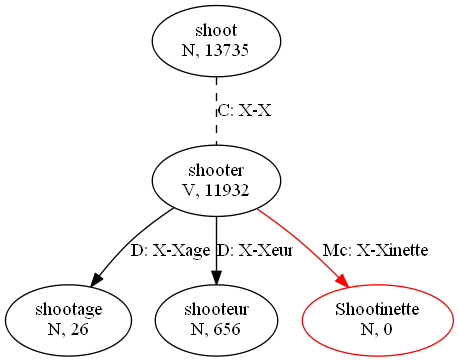 shoot
N, 13735
C: X-X
shooter
V, 11932
D: X-Xage
D: X-Xeur
Mc: X-Xinette
shootage
N, 26
shooteur
N, 656
Shootinette
N, 0